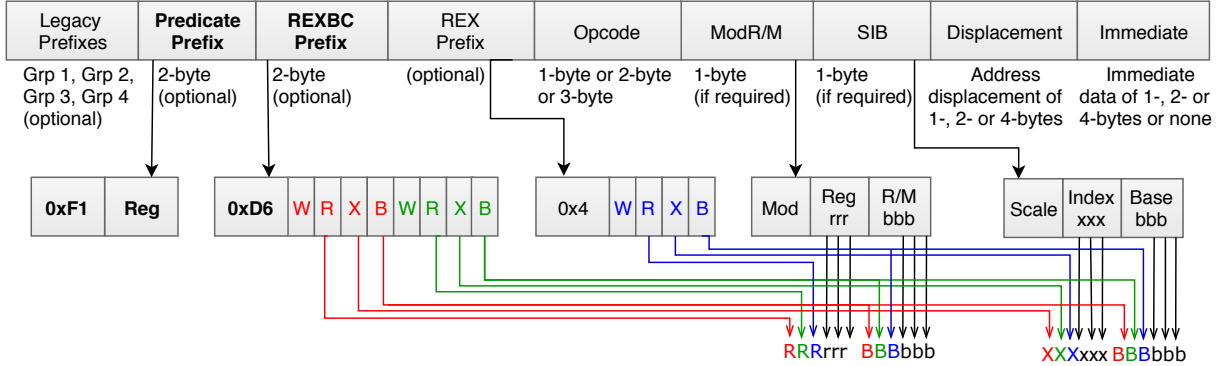 Legacy
Prefixes
Predicate
Prefix
REXBC
Prefix
REX
Prefix
Opcode
ModR/M
SIB
Displacement
Immediate
Grp 1, Grp 2,
Grp 3, Grp 4
(optional)
2-byte
(optional)
2-byte
(optional)
(optional)
1-byte or 2-byte
or 3-byte
1-byte
(if required)
1-byte
(if required)
Address
displacement of
1-, 2- or 4-bytes
Immediate
data of 1-, 2- or
4-bytes or none
0xF1
Reg
0xD6
W R X B W R X B
0x4
W R X B
Mod
Reg
rrr
R/M
bbb
Scale
Index
xxx
Base
bbb
RRRrrr
BBBbbb
XXXxxx
BBBbbb